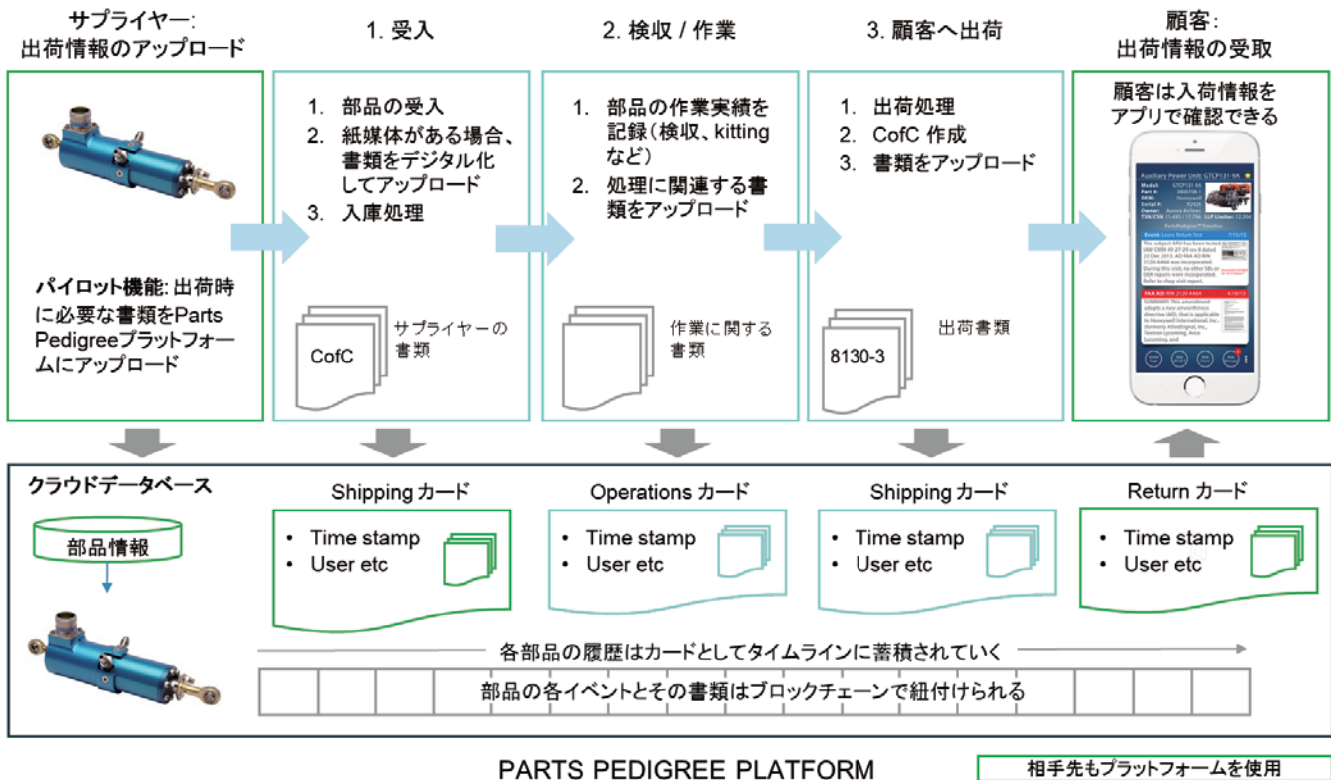 サプライヤー:
出荷情報のアップロード
1. 受入
2. 検収 / 作業
3. 顧客へ出荷
顧客:
出荷情報の受取
パイロット機能: 出荷時
に必要な書類をParts
Pedigreeプラットフォー
ムにアップロード
1. 部品の受入
2. 紙媒体がある場合、
書類をデジタル化
してアップロード
3. 入庫処理
CofC
サプライヤーの
書類
1. 部品の作業実績を
記録(検収、kitting
など)
2. 処理に関連する書
類をアップロード
作業に関する
書類
1. 出荷処理
2. CofC 作成
3. 書類をアップロード
8130-3
出荷書類
顧客は入荷情報を
アプリで確認できる
Auxiliary Power Unit: GTCP131-9A
Model:
Part #:
OEM: Honeywell
Serial #:
Owner:
クラウドデータベース
部品情報
Shipping カード
• Time stamp
• User etc
Operations カード
• Time stamp
• User etc
Shipping カード
• Time stamp
• User etc
Return カード
• Time stamp
• User etc
各部品の履歴はカードとしてタイムラインに蓄積されていく
部品の各イベントとその書類はブロックチェーンで紐付けられる
PARTS PEDIGREE PLATFORM
相手先もプラットフォームを使用